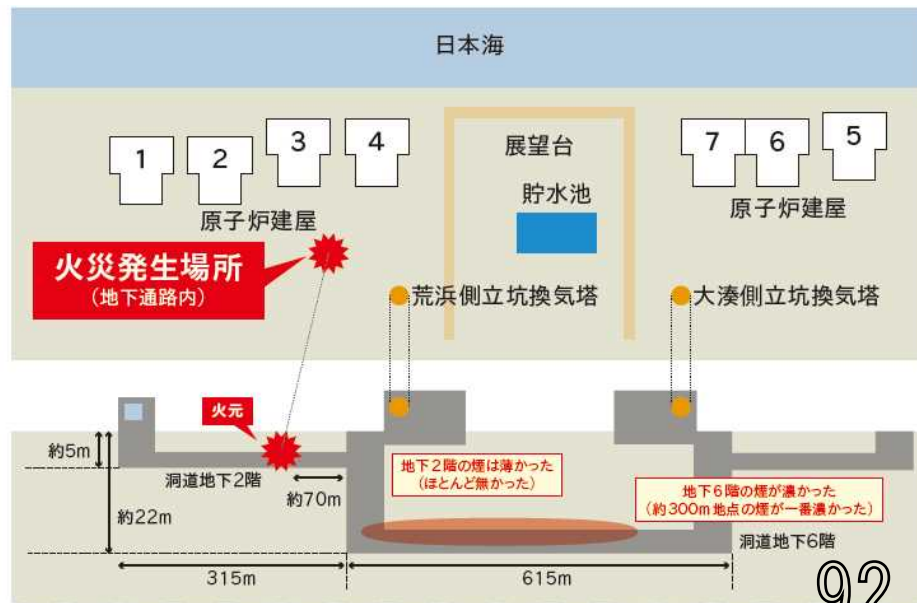 日本海
1
2
3
4
7
6
5
展望台
貯水池
原子炉建屋
原子炉建屋
火災発生場所
(地下通路内)
荒浜側立坑換気塔
大湊側立坑換気塔
火元
約5m
洞道地下2階
約70m
約22m
地下2階の煙は薄かった
(ほとんど無かった)
地下6階の煙が濃かった
(約300m地点の煙が一番濃かった)
洞道地下6階
315m
615m
92